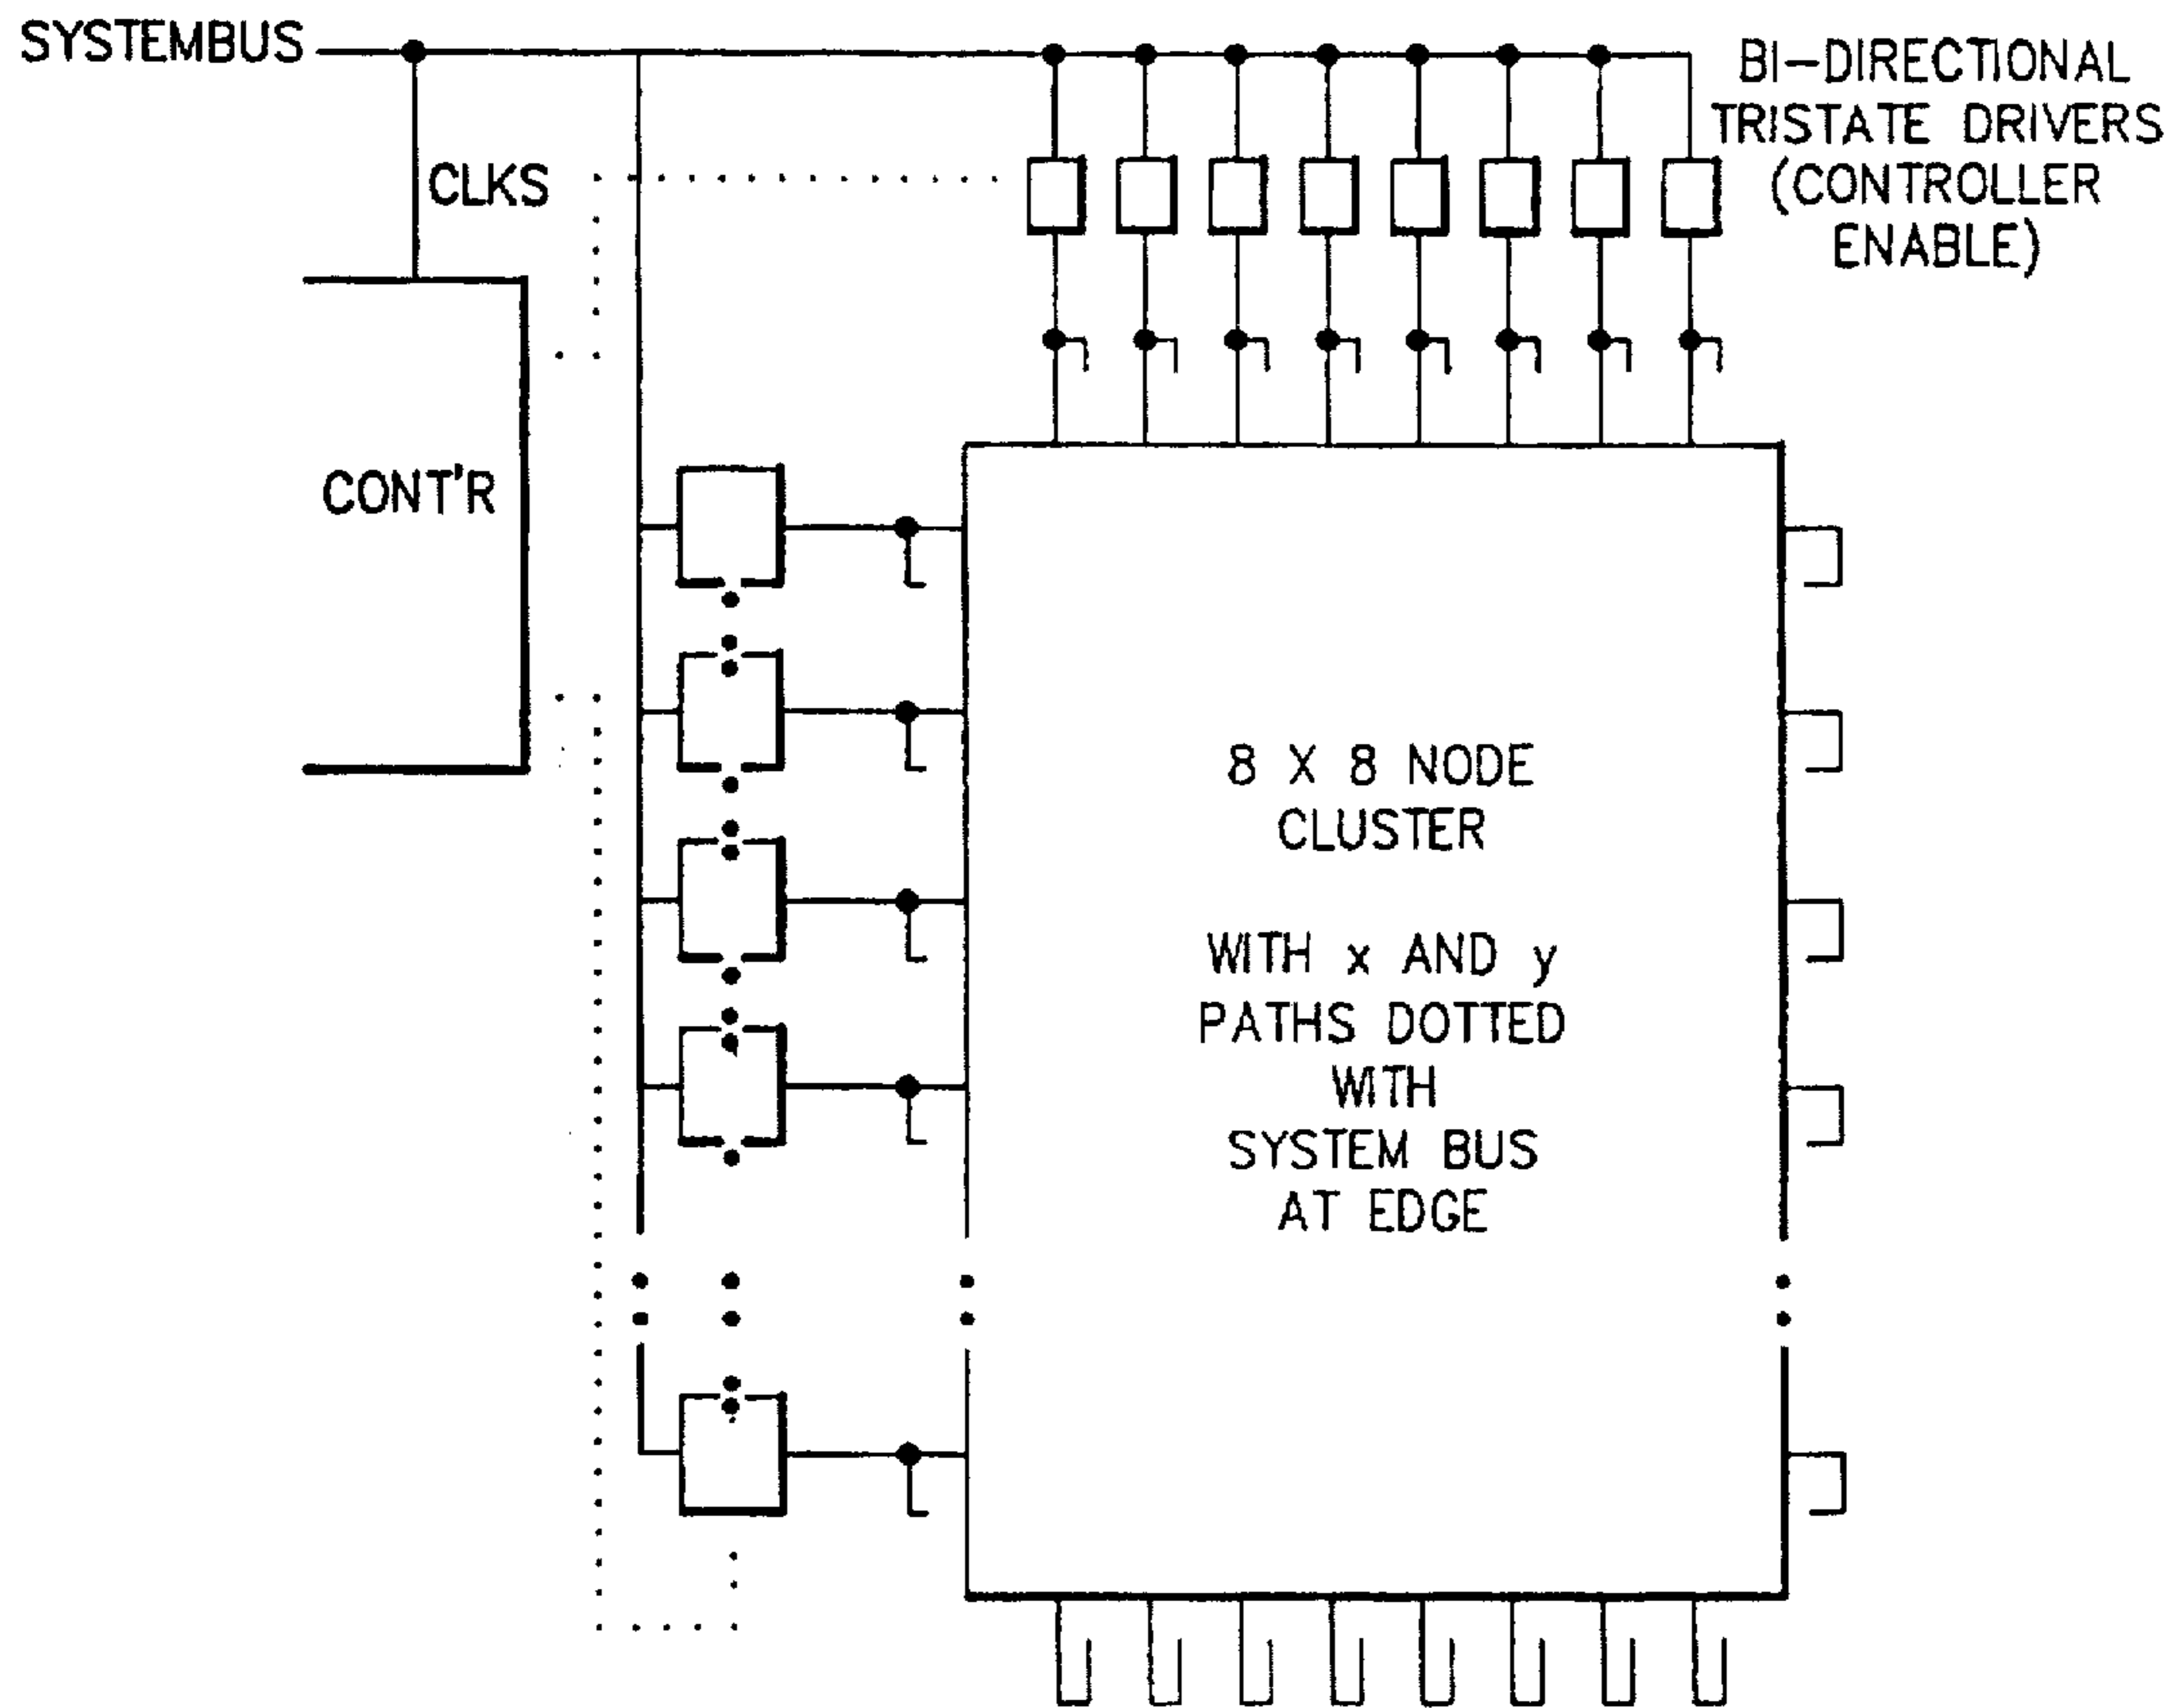 SYSTEMBUS
BI-DIRECTIONAL
TRISTATE DRIVERS
(CONTROLLER
ENABLE)
CLKS
CONT'R
8 X 8 NODE
CLUSTER
WITH x AND y
PATHS DOTTED
WITH
SYSTEM BUS
AT EDGE